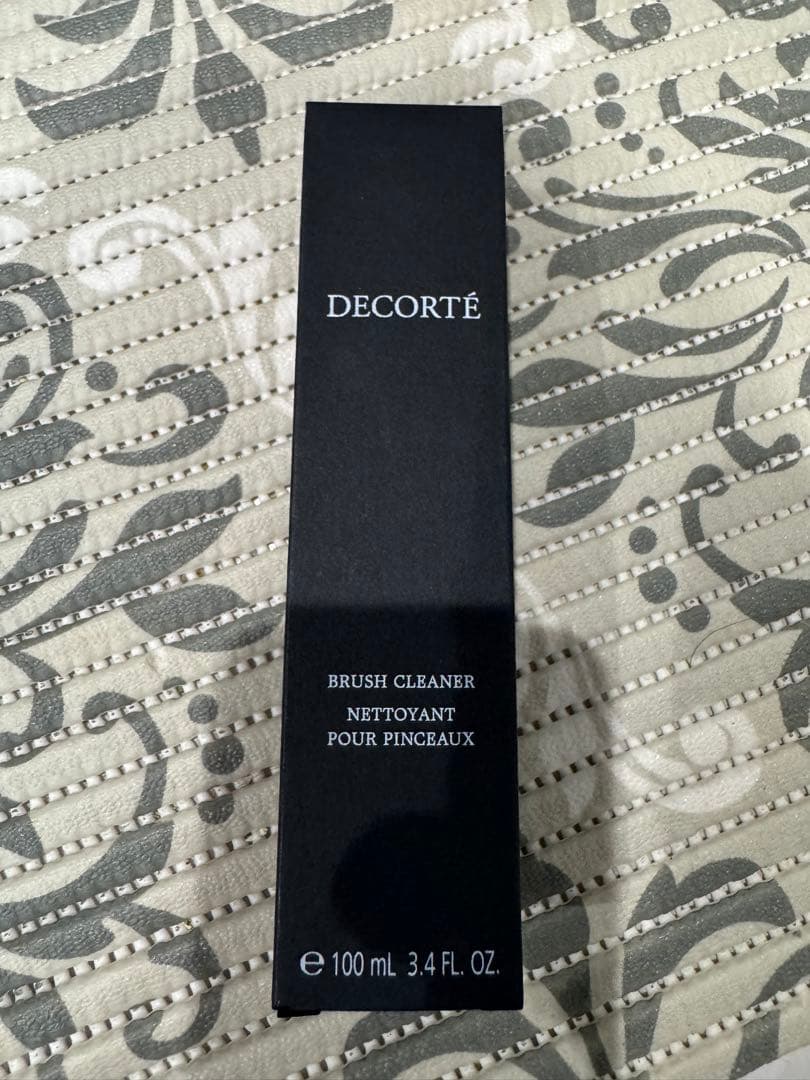 DECORTÉ
BRUSH CLEANER
NETTOYANT
POUR PINCEAUX
℮ 100 mL 3.4 FL. OZ.